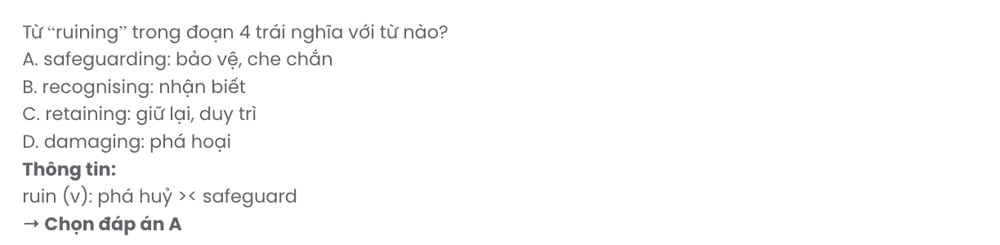 Từ “ruining” trong đoạn 4 trái nghĩa với từ nào?
A. safeguarding: bảo vệ, che chắn
B. recognising: nhận biết
C. retaining: giữ lại, duy trì
D. damaging: phá hoại
Thông tin:
ruin (v): phá huỷ >< safeguard
→ Chọn đáp án A